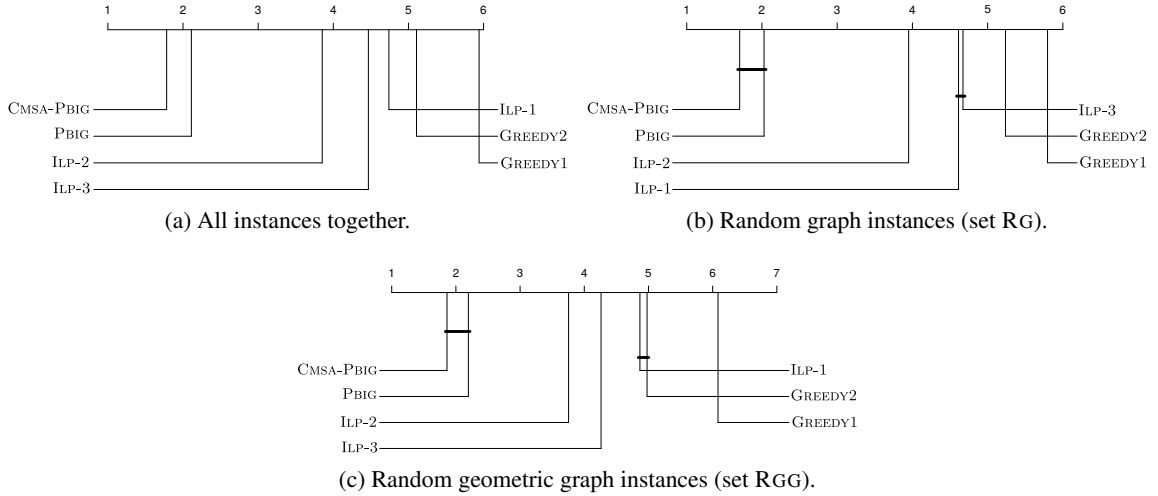 1 2 3 4 5 6
CMSA-PBIG
PBIG
ILP-2
ILP-3
ILP-1
GREEDY2
GREEDY1
(a) All instances together.
1 2 3 4 5 6
CMSA-PBIG
PBIG
ILP-2
ILP-1
ILP-3
GREEDY2
GREEDY1
(b) Random graph instances (set RG).
1 2 3 4 5 6 7
CMSA-PBIG
PBIG
ILP-2
ILP-3
ILP-1
GREEDY2
GREEDY1
(c) Random geometric graph instances (set RGG).